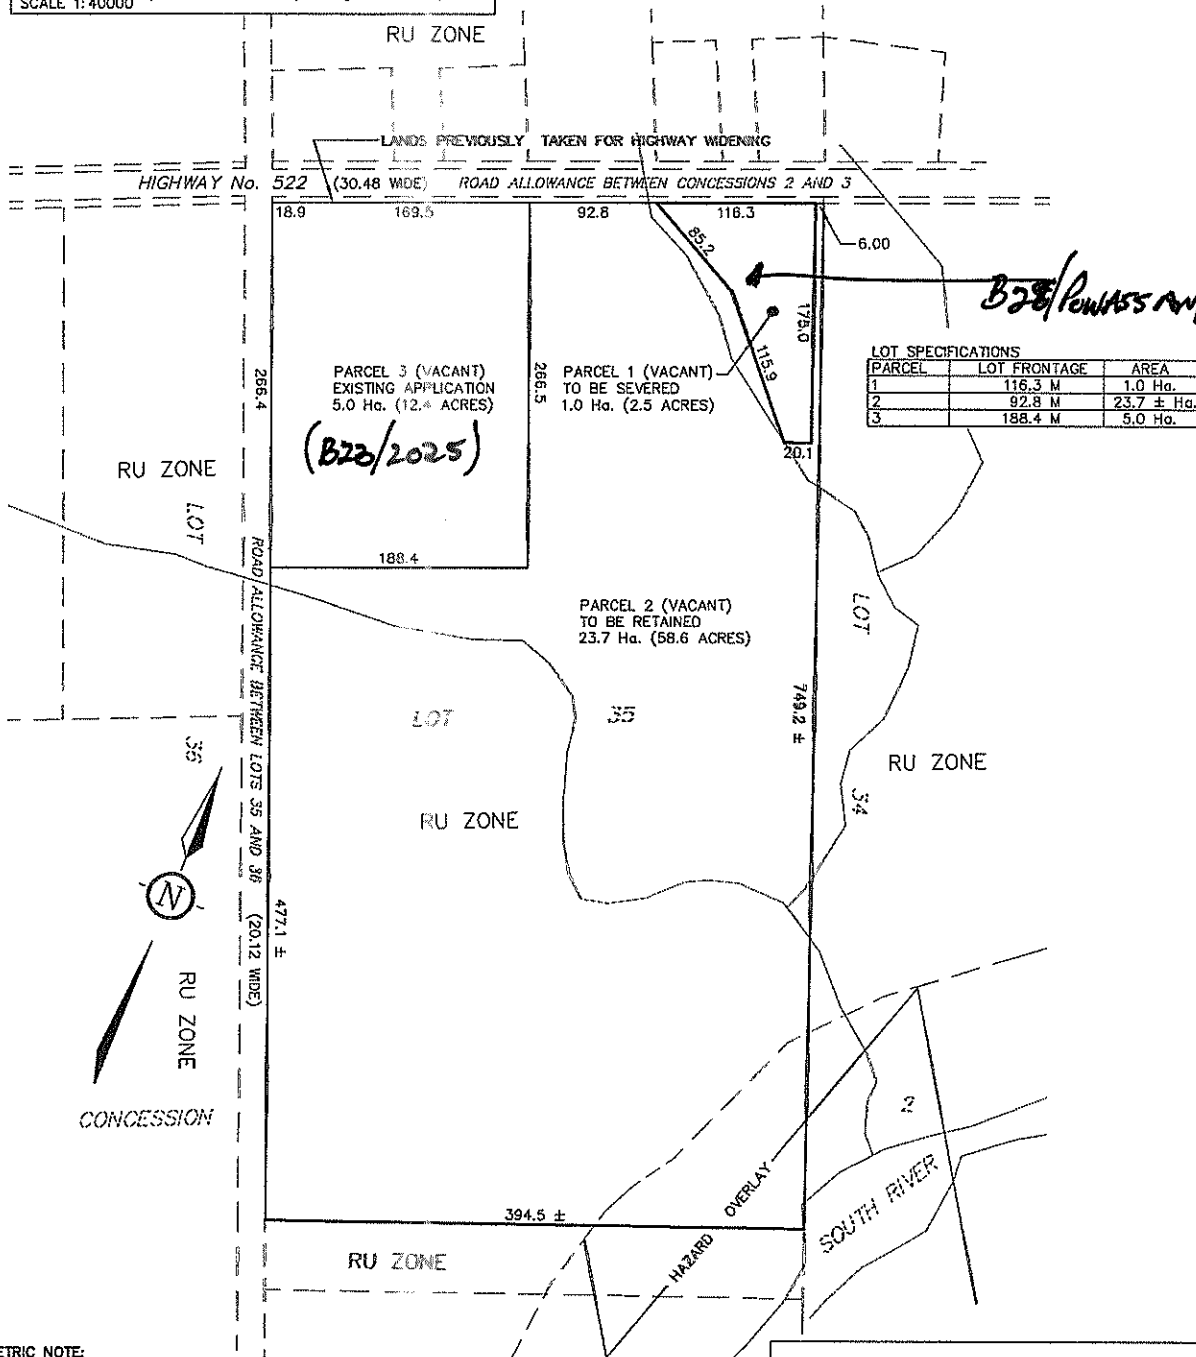 SCALE 1:40000
RU ZONE
LANDS PREVIOUSLY TAKEN FOR HIGHWAY WIDENING
HIGHWAY No. 522 (30.48 WIDE) ROAD ALLOWANCE BETWEEN CONCESSIONS 2 AND 3
18.9 169.5 92.8 116.3
6.00
85.2
175.0
115.9
20.1
B28/POWASSAN
LOT SPECIFICATIONS
PARCEL LOT FRONTAGE AREA
1 116.3 M 1.0 Ha.
2 92.8 M 23.7 ± Ha.
3 188.4 M 5.0 Ha.
PARCEL 3 (VACANT)
EXISTING APPLICATION
5.0 Ha. (12.4 ACRES)
(B23/2025)
266.4
266.5
188.4
PARCEL 1 (VACANT)
TO BE SEVERED
1.0 Ha. (2.5 ACRES)
RU ZONE
LOT
36
ROAD ALLOWANCE BETWEEN LOTS 35 AND 36 (20.12 WIDE)
PARCEL 2 (VACANT)
TO BE RETAINED
23.7 Ha. (58.6 ACRES)
LOT 35
RU ZONE
749.2 ±
LOT
34
RU ZONE
N
477.1 ±
RU ZONE
CONCESSION
2
394.5 ±
RU ZONE
HAZARD OVERLAY
SOUTH RIVER
ETRIC NOTE: